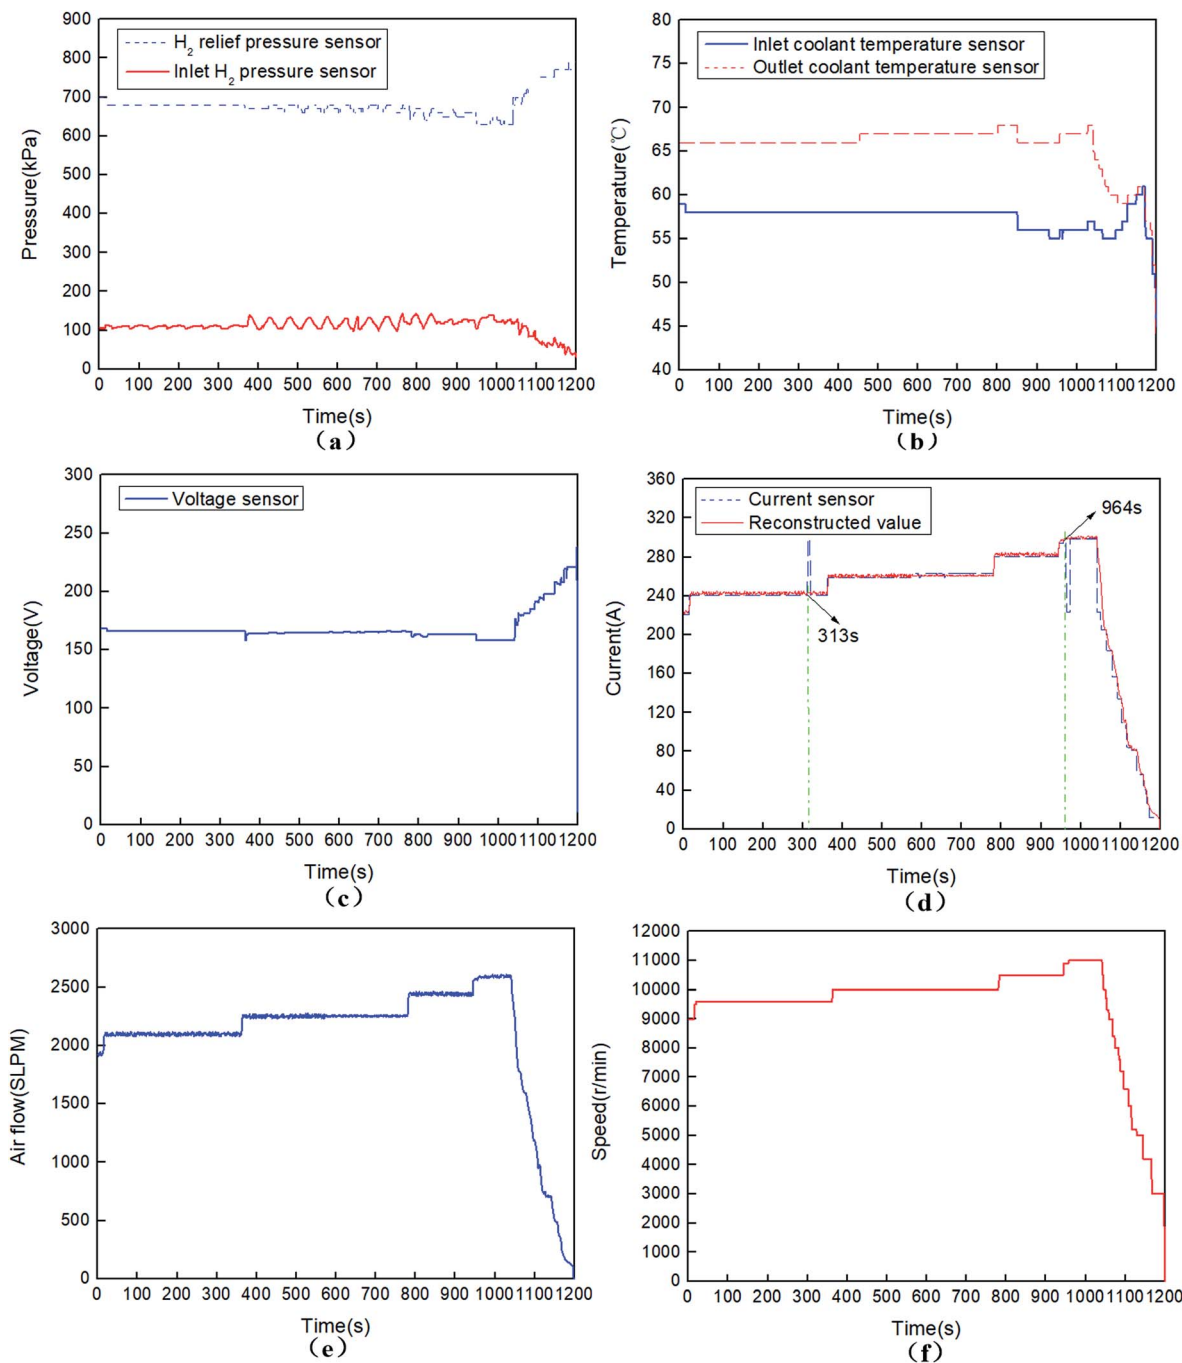 900
800
700
600
500
400
300
200
100
0
Pressure(kPa)
H2 relief pressure sensor
Inlet H2 pressure sensor
0 100 200 300 400 500 600 700 800 900 1000 1100 1200
Time(s)
(a)
80
75
70
65
60
55
50
45
40
Temperature(℃)
Inlet coolant temperature sensor
Outlet coolant temperature sensor
0 100 200 300 400 500 600 700 800 900 1000 1100 1200
Time(s)
(b)
300
250
200
150
100
50
0
Voltage(V)
Voltage sensor
0 100 200 300 400 500 600 700 800 900 1000 1100 1200
Time(s)
(c)
360
320
280
240
200
160
120
80
40
0
Current(A)
Current sensor
Reconstructed value
964s
313s
0 100 200 300 400 500 600 700 800 900 1000 1100 1200
Time(s)
(d)
3000
2500
2000
1500
1000
500
0
Air flow(SLPM)
0 100 200 300 400 500 600 700 800 900 1000 1100 1200
Time(s)
(e)
12000
11000
10000
9000
8000
7000
6000
5000
4000
3000
2000
1000
0
Speed(r/min)
0 100 200 300 400 500 600 700 800 900 1000 1100 1200
Time(s)
(f)